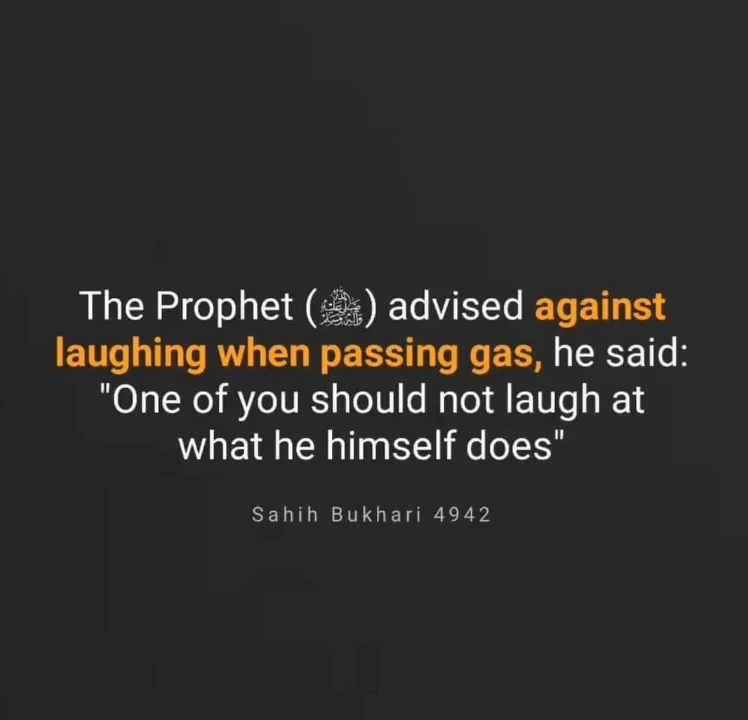 The Prophet (ﷺ) advised against
laughing when passing gas, he said:
"One of you should not laugh at
what he himself does"
Sahih Bukhari 4942